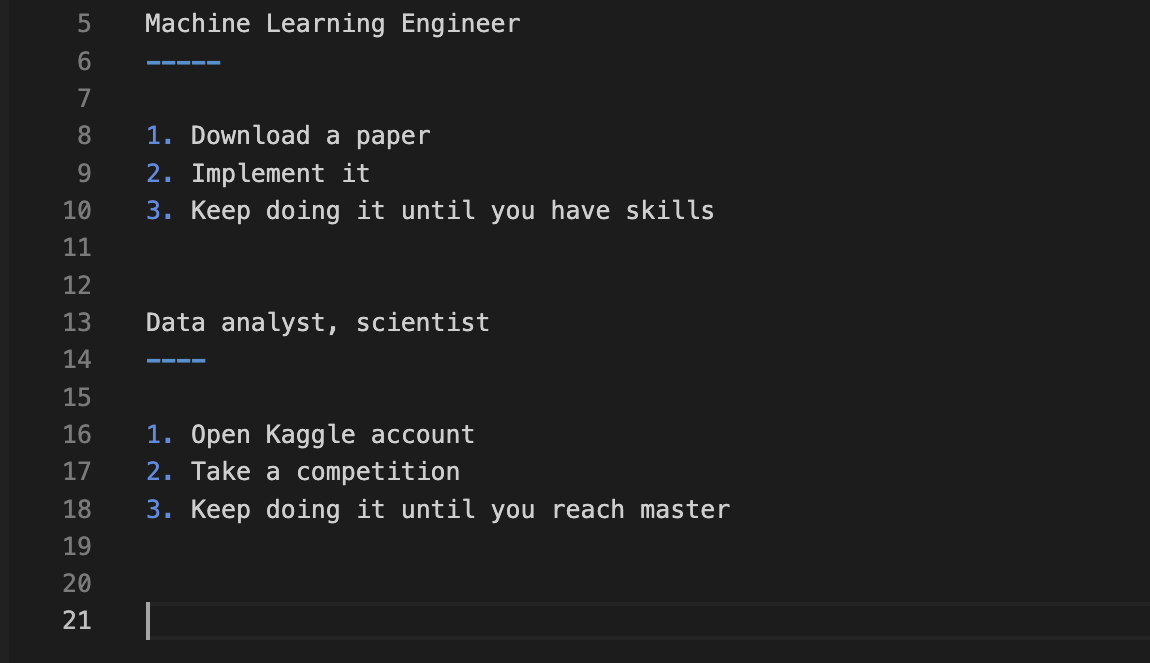 5 Machine Learning Engineer
6 -----
7
8 1. Download a paper
9 2. Implement it
10 3. Keep doing it until you have skills
11
12
13 Data analyst, scientist
14 ----
15
16 1. Open Kaggle account
17 2. Take a competition
18 3. Keep doing it until you reach master
19
20
21